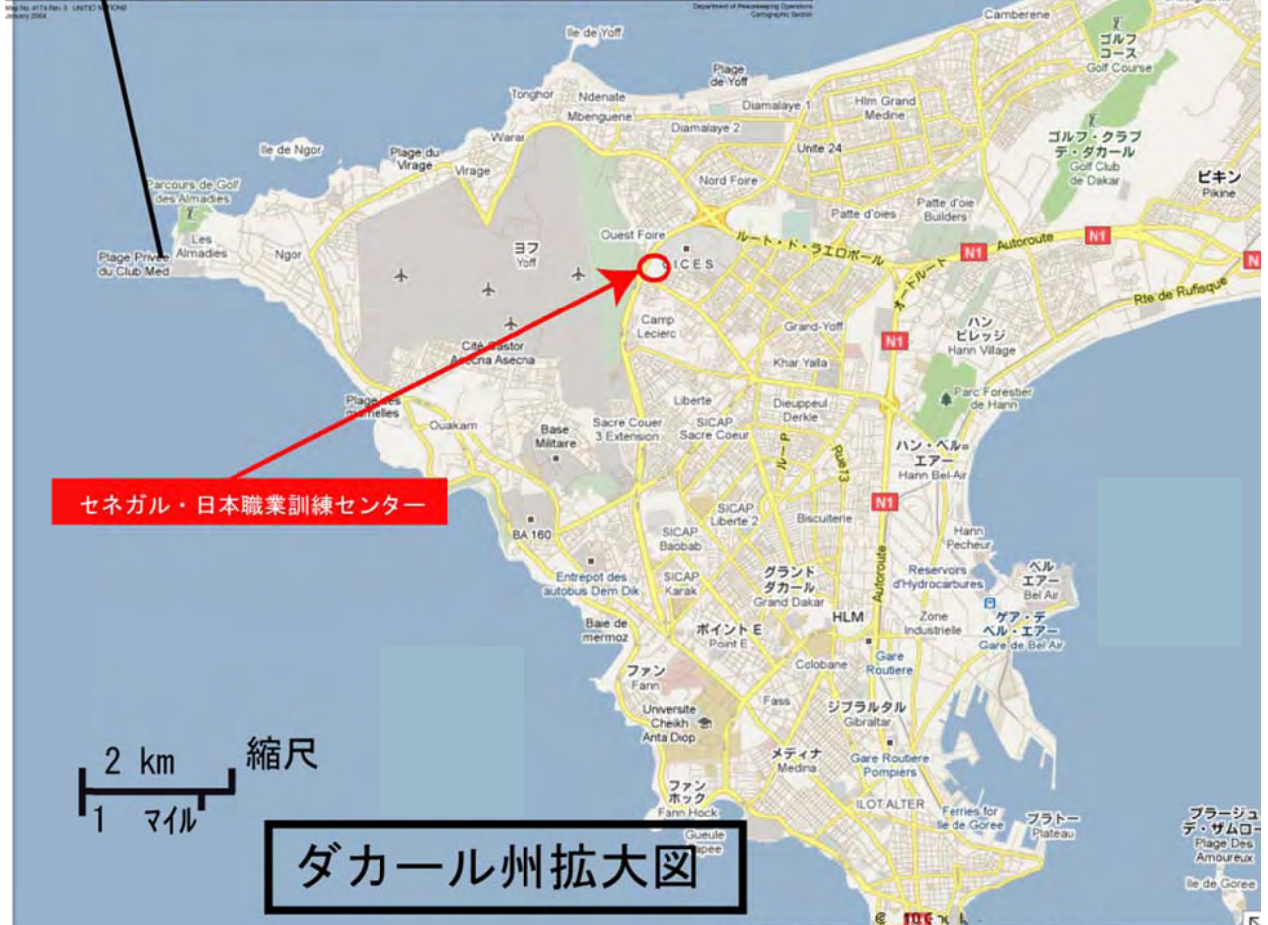 Map No. 4174 Rev. 3 UNITED NATIONS
January 2004
Department of Peacekeeping Operations
Cartographic Section
Camberene
Ile de Yoff
ゴルフ
コース
Golf Course
Plage
de Yoff
Tonghor
Ndenate
Mbenguene
Diamalaye 1
Hlm Grand
Medine
Diamalaye 2
Warar
Unite 24
ゴルフ・クラブ
デ・ダカール
Golf Club
de Dakar
Ile de Ngor
Plage du
Virage
Virage
Nord Foire
ピキン
Pikine
Parcours de Golf
des Almadies
Patte d'oies
Patte d'oie
Builders
Les
Almadies
Plage Privee
du Club Med
Ngor
ヨフ
Yoff
Ouest Foire
C.I.C.E.S
ルート・ド・ラエロポール
N1
Autoroute
N1
N
オートルート
Rte de Rufisque
Camp
Leclerc
Grand-Yoff
ハン
ビレッジ
Hann Village
N1
Cité Castor
Asecna Asecna
Khar Yalla
Parc Forestier
de Hann
Plage des
mamelles
Ouakam
Liberte
Dieuppeul
Derkle
Base
Militaire
Sacre Couer
3 Extension
SICAP
Sacre Coeur
ルート
Rue13
ハン・ベル=
エアー
Hann Bel-Air
セネガル・日本職業訓練センター
N1
BA 160
SICAP
Liberte 2
Biscuiterie
SICAP
Baobab
Hann
Pecheur
Entrepot des
autobus Dem Dik
SICAP
Karak
グランド
ダカール
Grand Dakar
Autoroute
Reservoirs
d'Hydrocarbures
ベル
エアー
Bel Air
Baie de
mermoz
ポイント E
Point E
HLM
Zone
Industrielle
ゲア・デ
ベル・エアー
Gare de Bel Air
Colobane
Gare
Routiere
ファン
Fann
Fass
ジブラルタル
Gibraltar
Universite
Cheikh
Anta Diop
メディナ
Medina
Gare Routiere
Pompiers
2 km 縮尺
1 マイル
ファン
ホック
Fann Hock
ILOT ALTER
Ferries for
Ile de Goree
プラトー
Plateau
プラージュ
デ・ザムロー
Plage Des
Amoureux
Gueule
Tapee
ダカール州拡大図
Ile de Goree